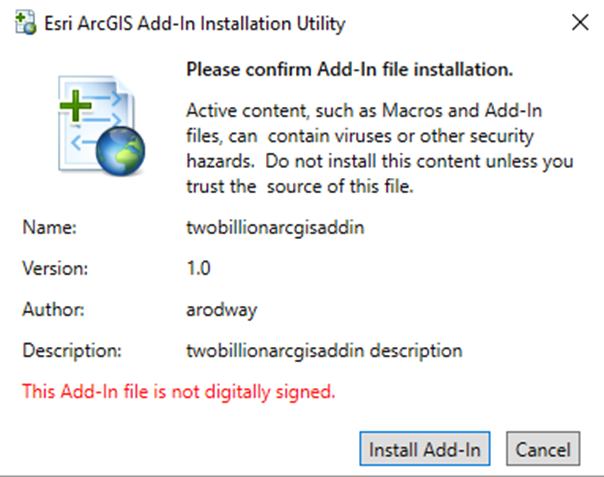 Esri ArcGIS Add-In Installation Utility
Please confirm Add-In file installation.
Active content, such as Macros and Add-In
files, can contain viruses or other security
hazards. Do not install this content unless you
trust the source of this file.
Name: twobillionarcgisaddin
Version: 1.0
Author: arodway
Description: twobillionarcgisaddin description
This Add-In file is not digitally signed.
Install Add-In Cancel